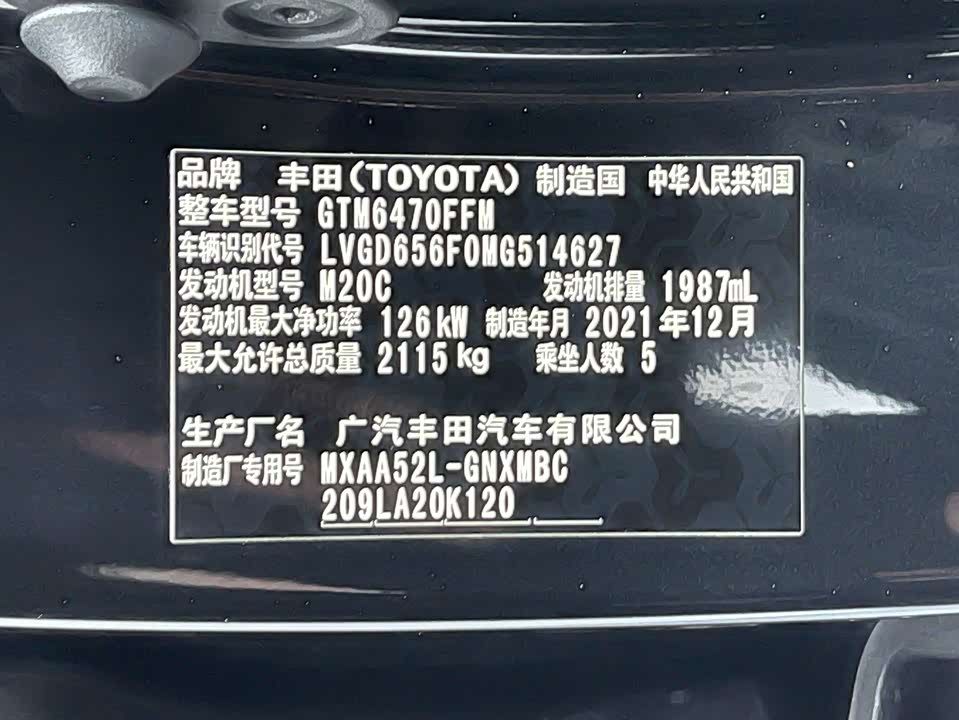 品牌 丰田(TOYOTA) 制造国 中华人民共和国
整车型号 GTM6470FFM
车辆识别代号 LVGD656F0MG514627
发动机型号 M20C 发动机排量 1987mL
发动机最大净功率 126kW 制造年月 2021年12月
最大允许总质量 2115kg 乘坐人数 5
生产厂名 广汽丰田汽车有限公司
制造厂专用号 MXAA52L-GNXMBC
209LA20K120